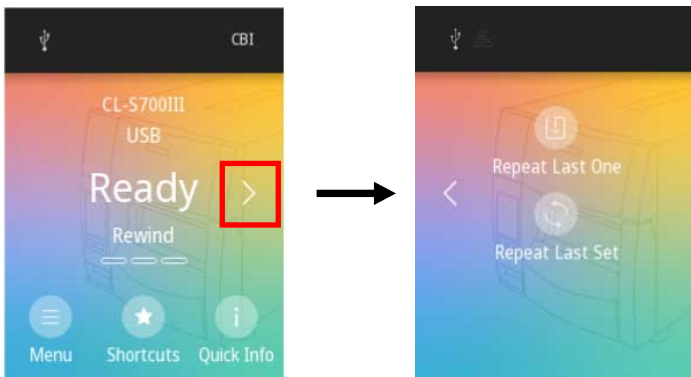 CBI
CL-S700III
USB
Ready
Rewind
Menu Shortcuts Quick Info
Repeat Last One
Repeat Last Set